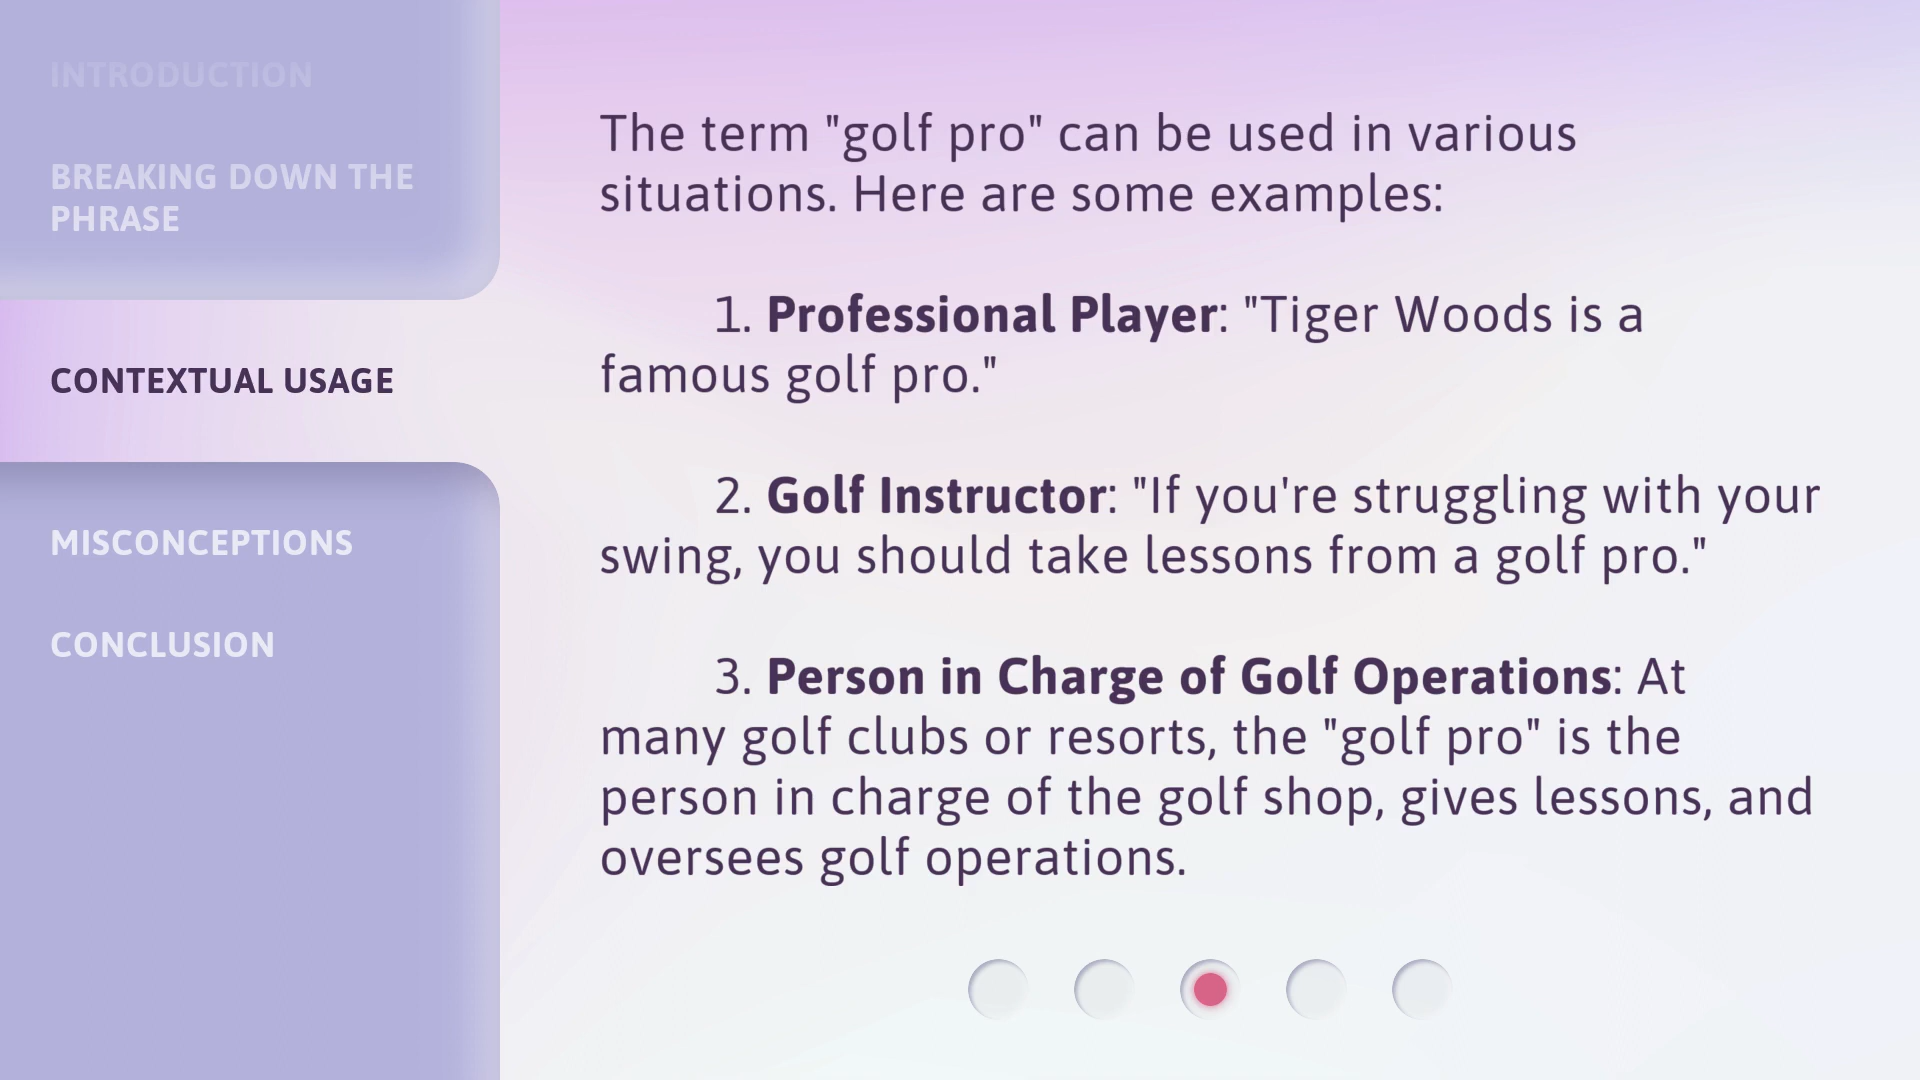 INTRODUCTION
BREAKING DOWN THE
PHRASE
CONTEXTUAL USAGE
MISCONCEPTIONS
CONCLUSION
The term "golf pro" can be used in various
situations. Here are some examples:
1. Professional Player: "Tiger Woods is a
famous golf pro."
2. Golf Instructor: "If you're struggling with your
swing, you should take lessons from a golf pro."
3. Person in Charge of Golf Operations: At
many golf clubs or resorts, the "golf pro" is the
person in charge of the golf shop, gives lessons, and
oversees golf operations.